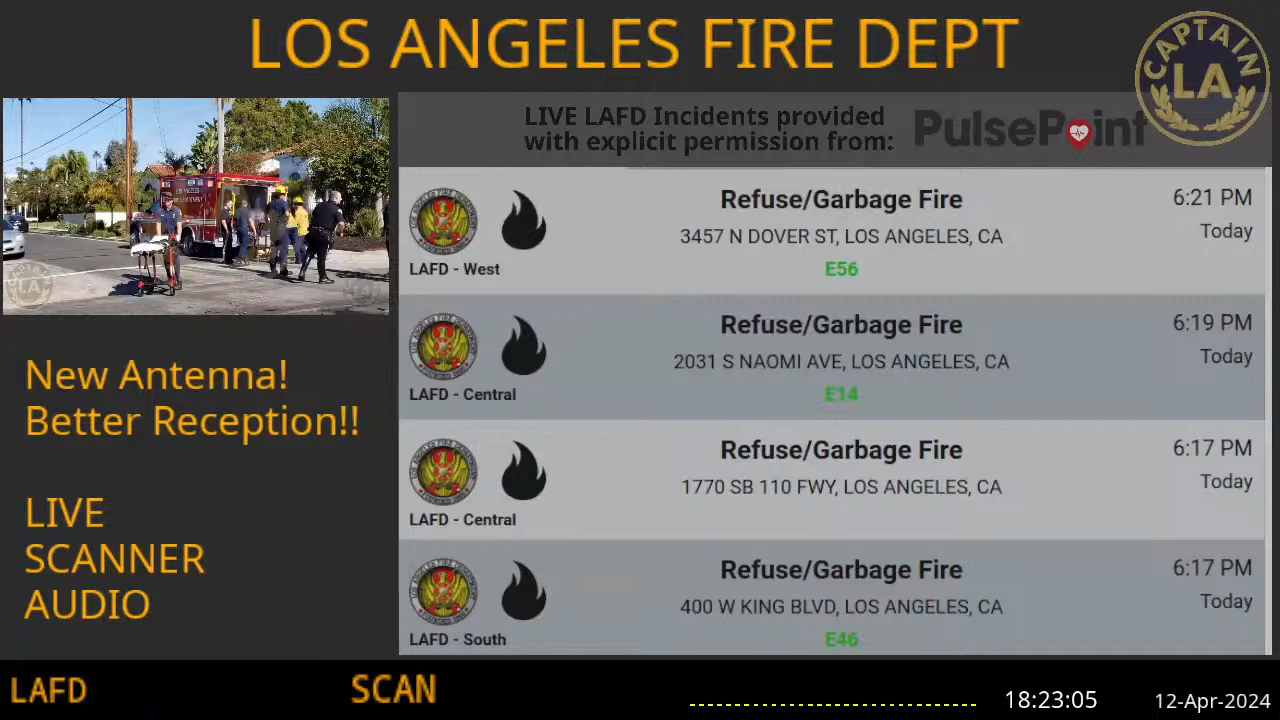 LOS ANGELES FIRE DEPT
CAPTAIN
LA
LIVE LAFD Incidents provided
with explicit permission from:
PulsePoint
Refuse/Garbage Fire
6:21 PM
3457 N DOVER ST, LOS ANGELES, CA
Today
LAFD - West
E56
Refuse/Garbage Fire
6:19 PM
2031 S NAOMI AVE, LOS ANGELES, CA
Today
LAFD - Central
E14
Refuse/Garbage Fire
6:17 PM
1770 SB 110 FWY, LOS ANGELES, CA
Today
LAFD - Central
Refuse/Garbage Fire
6:17 PM
400 W KING BLVD, LOS ANGELES, CA
Today
LAFD - South
E46
New Antenna!
Better Reception!!
LIVE
SCANNER
AUDIO
LAFD
SCAN
18:23:05
12-Apr-2024